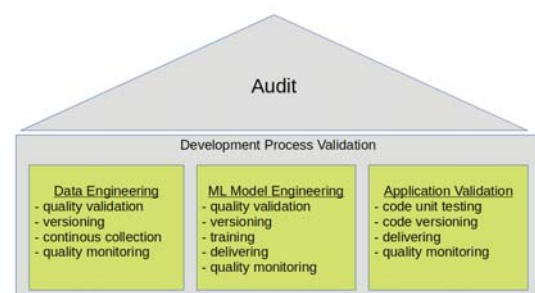 Audit
Development Process Validation
Data Engineering
- quality validation
- versioning
- continous collection
- quality monitoring
ML Model Engineering
- quality validation
- versioning
- training
- delivering
- quality monitoring
Application Validation
- code unit testing
- code versioning
- delivering
- quality monitoring